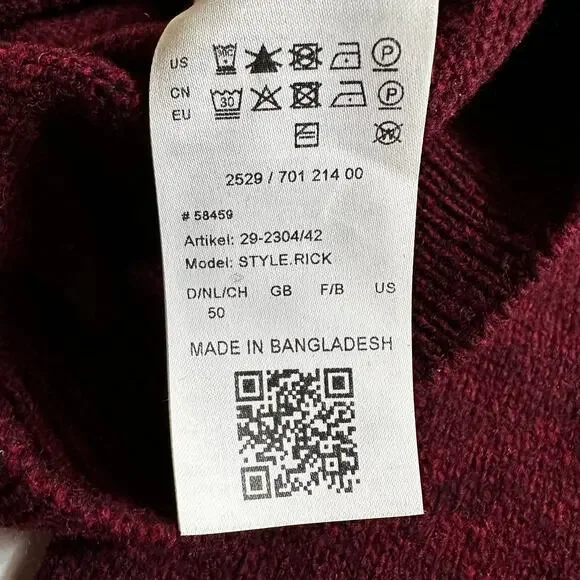 US P
CN
EU 30 P
W
2529 / 701 214 00
# 58459
Artikel: 29-2304/42
Model: STYLE.RICK
D/NL/CH GB F/B US
50
MADE IN BANGLADESH